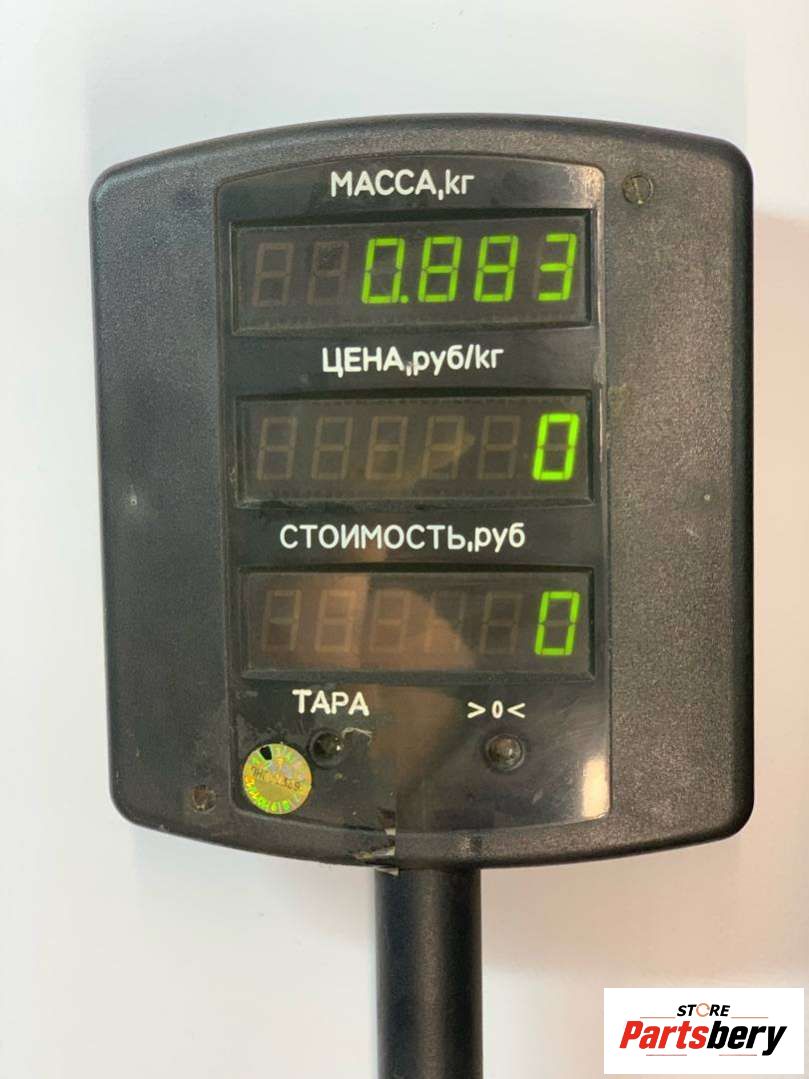 МАССА,кг
0.883
ЦЕНА,руб/кг
0
СТОИМОСТЬ,руб
0
ТАРА
>0<
STORE
Partsbery